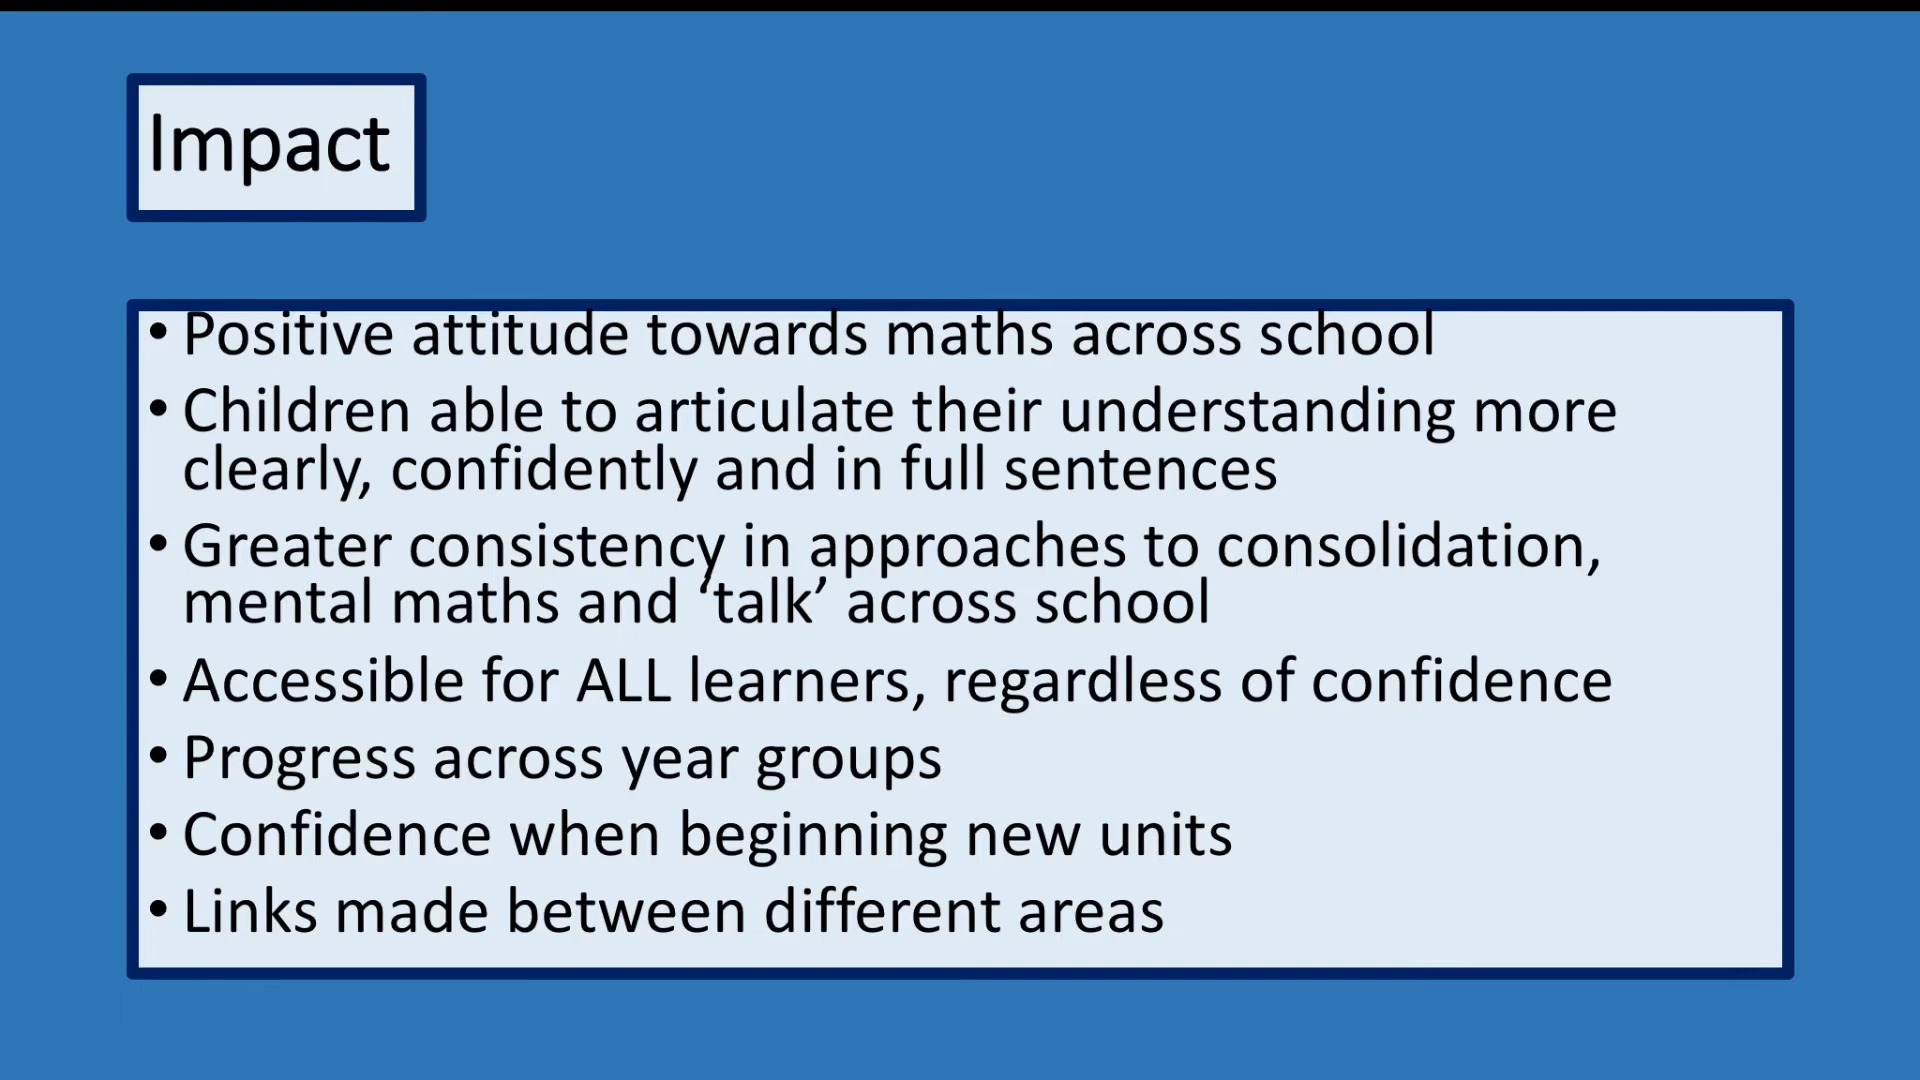 Impact
• Positive attitude towards maths across school
• Children able to articulate their understanding more
clearly, confidently and in full sentences
• Greater consistency in approaches to consolidation,
mental maths and ‘talk’ across school
• Accessible for ALL learners, regardless of confidence
• Progress across year groups
• Confidence when beginning new units
• Links made between different areas